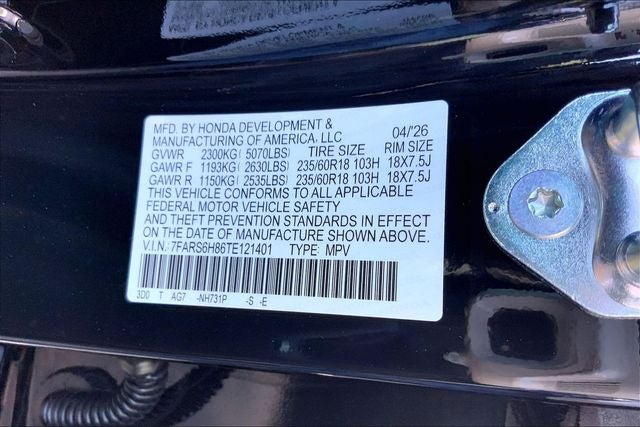 MFD. BY HONDA DEVELOPMENT &
MANUFACTURING OF AMERICA, LLC 04/'26
GVWR 2300KG(5070LBS) TIRE SIZE RIM SIZE
GAWR F 1193KG(2630LBS) 235/60R18 103H 18X7.5J
GAWR R 1150KG(2535LBS) 235/60R18 103H 18X7.5J
THIS VEHICLE CONFORMS TO ALL APPLICABLE
FEDERAL MOTOR VEHICLE SAFETY
AND THEFT PREVENTION STANDARDS IN EFFECT
ON THE DATE OF MANUFACTURE SHOWN ABOVE.
V.I.N.: 7FARS6H86TE121401 TYPE: MPV
3D0 T AG7 -NH731P -S -E